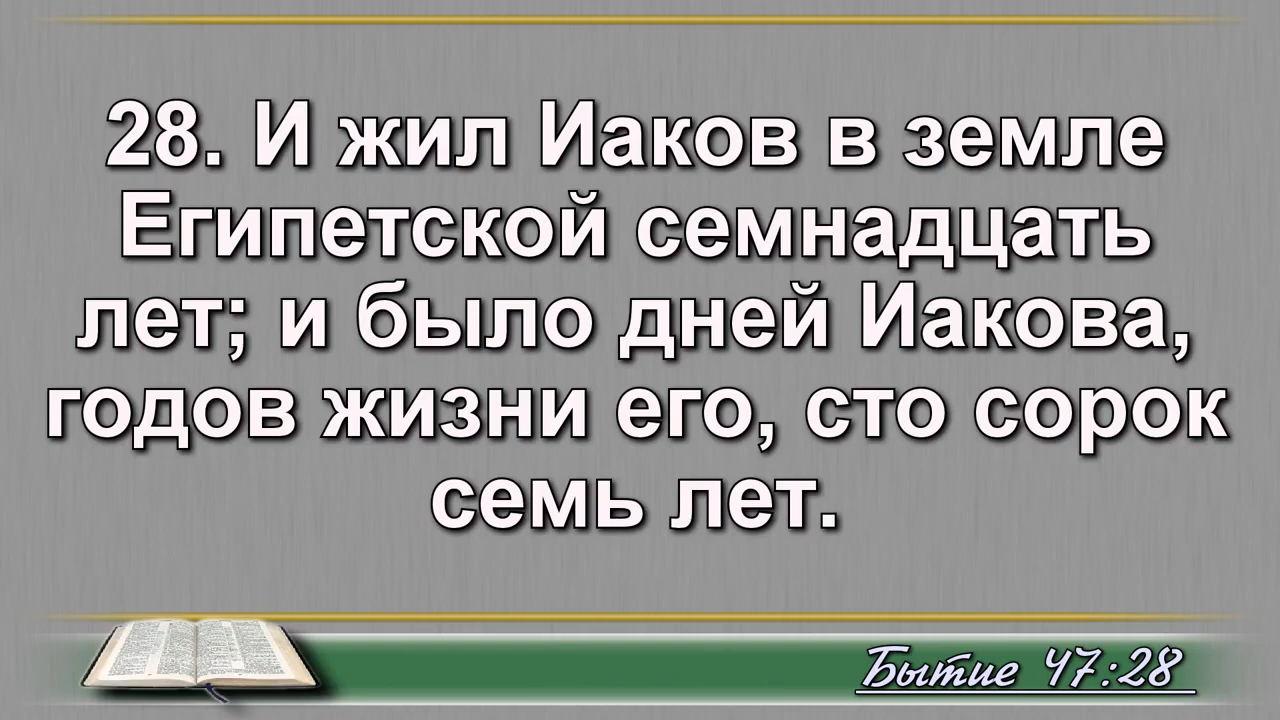 28. И жил Иаков в земле
Египетской семнадцать
лет; и было дней Иакова,
годов жизни его, сто сорок
семь лет.
Бытие 47:28